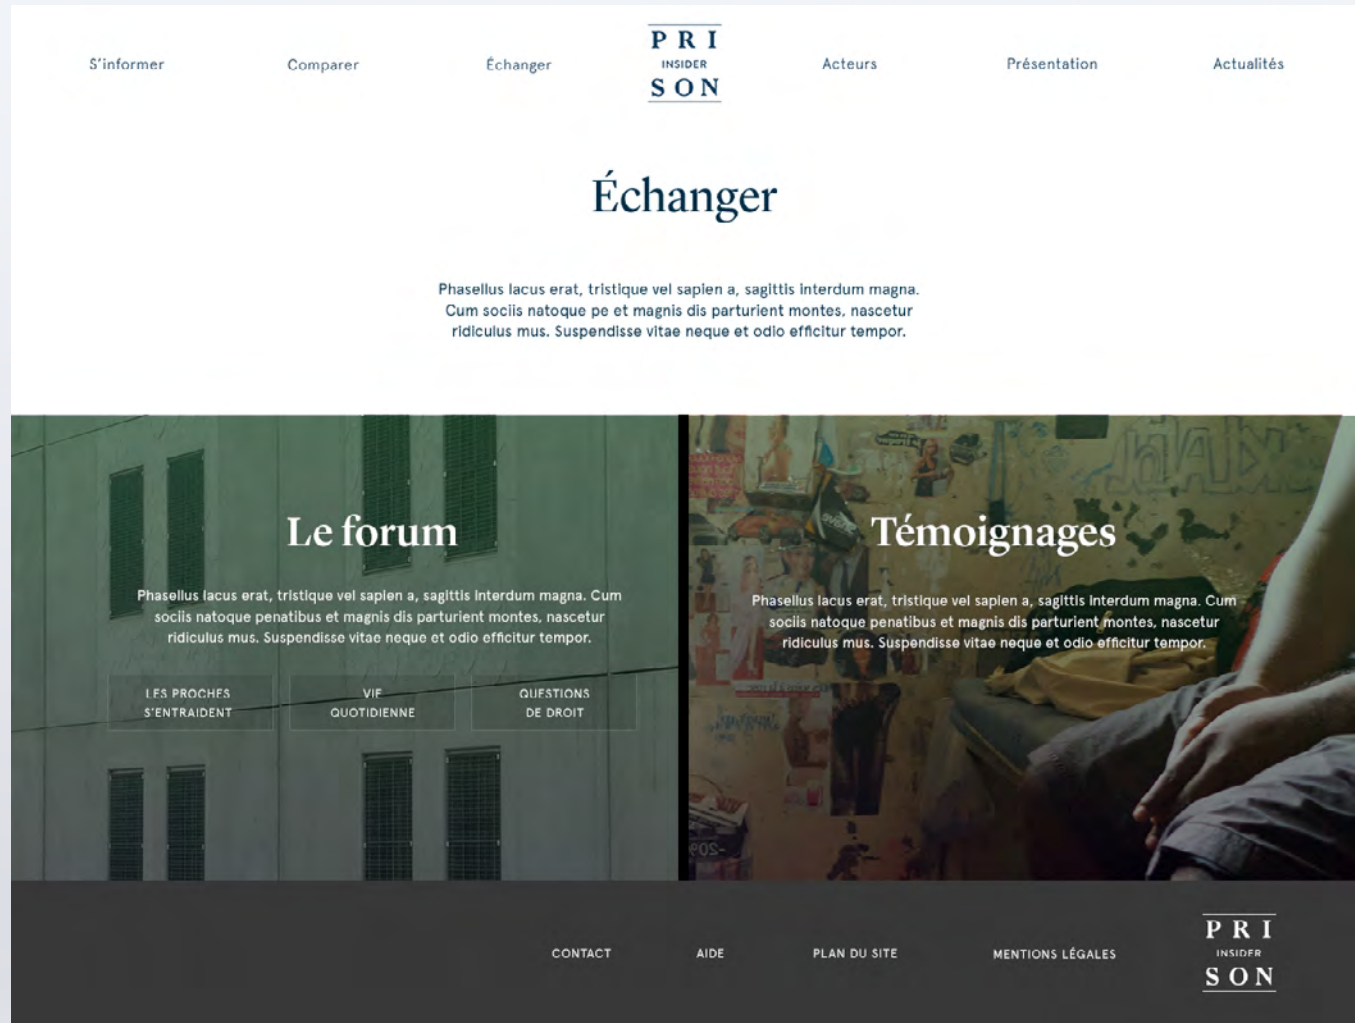 S'informer
Comparer
Échanger
PRI
INSIDER
SON
Acteurs
Présentation
Actualités
Échanger
Phasellus lacus erat, tristique vel sapien a, sagittis interdum magna.
Cum sociis natoque pe et magnis dis parturient montes, nascetur
ridiculus mus. Suspendisse vitae neque et odio efficitur tempor.
Le forum
Phasellus lacus erat, tristique vel sapien a, sagittis interdum magna. Cum
sociis natoque penatibus et magnis dis parturient montes, nascetur
ridiculus mus. Suspendisse vitae neque et odio efficitur tempor.
LES PROCHES
S'ENTRAIDENT
VIE
QUOTIDIENNE
QUESTIONS
DE DROIT
Témoignages
Phasellus lacus erat, tristique vel sapien a, sagittis interdum magna. Cum
sociis natoque penatibus et magnis dis parturient montes, nascetur
ridiculus mus. Suspendisse vitae neque et odio efficitur tempor.
CONTACT
AIDE
PLAN DU SITE
MENTIONS LÉGALES
PRI
INSIDER
SON